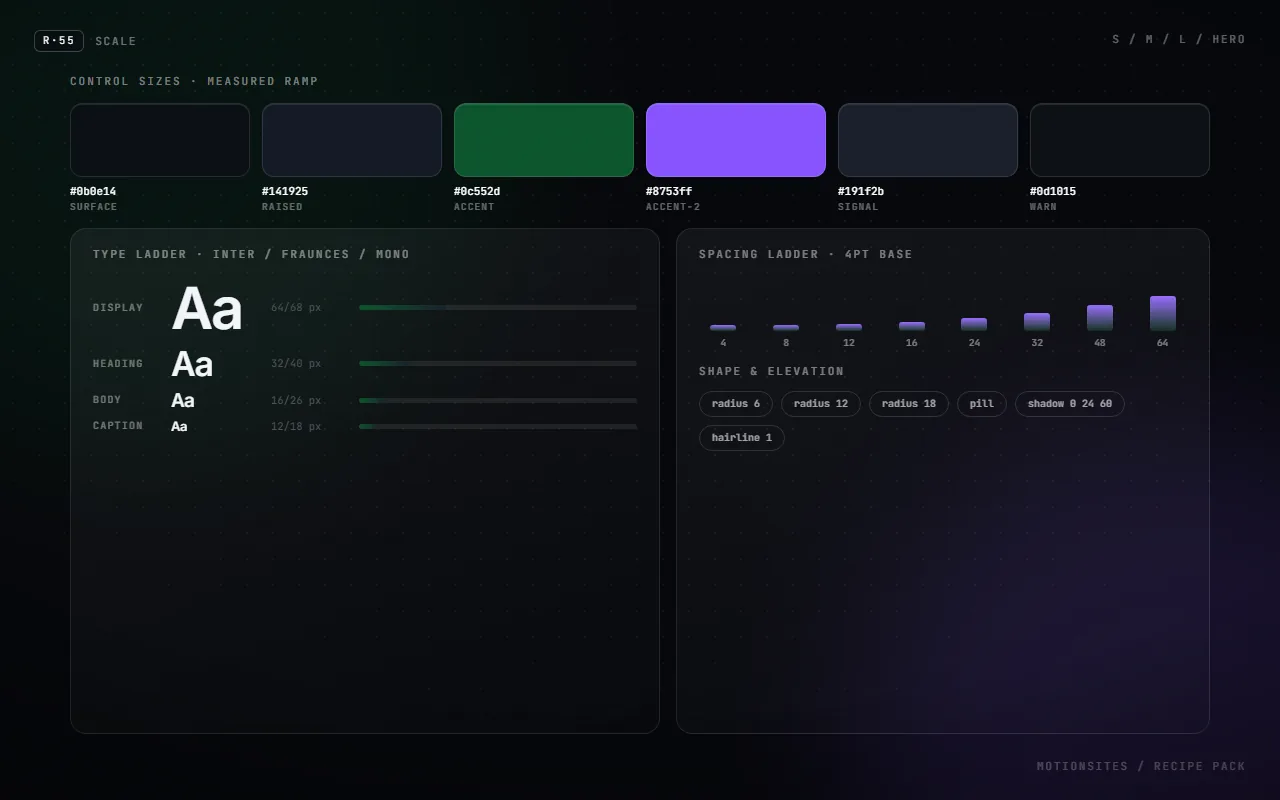 R·55 SCALE
S / M / L / HERO
CONTROL SIZES · MEASURED RAMP
#0b0e14 #141925 #0c552d #8753ff #191f2b #0d1015
SURFACE RAISED ACCENT ACCENT-2 SIGNAL WARN
TYPE LADDER · INTER / FRAUNCES / MONO
DISPLAY Aa 64/68 px
HEADING Aa 32/40 px
BODY Aa 16/26 px
CAPTION Aa 12/18 px
SPACING LADDER · 4PT BASE
4 8 12 16 24 32 48 64
SHAPE & ELEVATION
radius 6 radius 12 radius 18 pill shadow 0 24 60
hairline 1
MOTIONSITES / RECIPE PACK